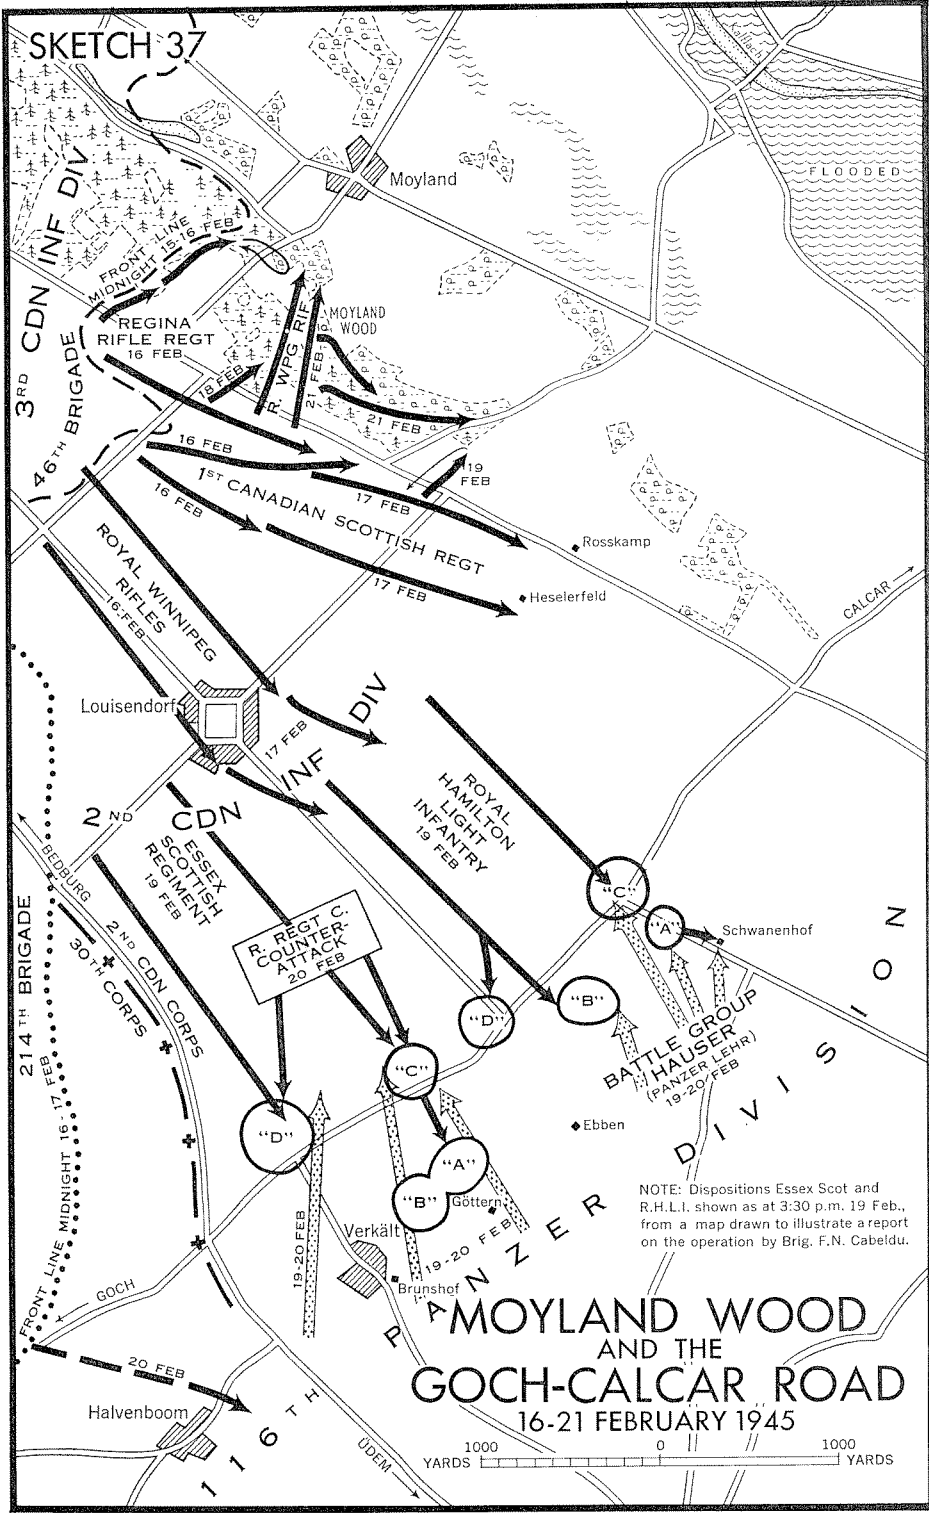 SKETCH 37
Kalflach
Moyland
FLOODED
3RD CDN INF DIV
FRONT LINE
MIDNIGHT 15-16 FEB
REGINA
RIFLE REGT
16 FEB
46TH BRIGADE
MOYLAND
WOOD
R. WPG RIF
18 FEB
21 FEB
21 FEB
16 FEB
1ST CANADIAN SCOTTISH REGT
16 FEB
17 FEB
19
FEB
17 FEB
Rosskamp
Heselerfeld
CALCAR
ROYAL WINNIPEG
RIFLES
16-FEB
Louisendorf
17 FEB
2ND CDN INF DIV
ROYAL
HAMILTON
LIGHT
INFANTRY
19 FEB
ESSEX
SCOTTISH
REGIMENT
19 FEB
BEDBURG
2ND CDN CORPS
30TH CORPS
214TH BRIGADE
FRONT LINE MIDNIGHT 16-17 FEB
R. REGT C.
COUNTER-
ATTACK
20 FEB
"C"
"A"
Schwanenhof
"B"
"D"
BATTLE GROUP
HAUSER
(PANZER LEHR)
19-20 FEB
"C"
"D"
"A"
"B"
Ebben
Göttern
19-20 FEB
19-20 FEB
Verkält
Brunshof
116TH PANZER DIVISION
NOTE: Dispositions Essex Scot and
R.H.L.I. shown as at 3:30 p.m. 19 Feb.,
from a map drawn to illustrate a report
on the operation by Brig. F.N. Cabeldu.
GOCH
20 FEB
Halvenboom
ÜDEM
MOYLAND WOOD
AND THE
GOCH-CALCAR ROAD
16-21 FEBRUARY 1945
1000 0 1000
YARDS YARDS